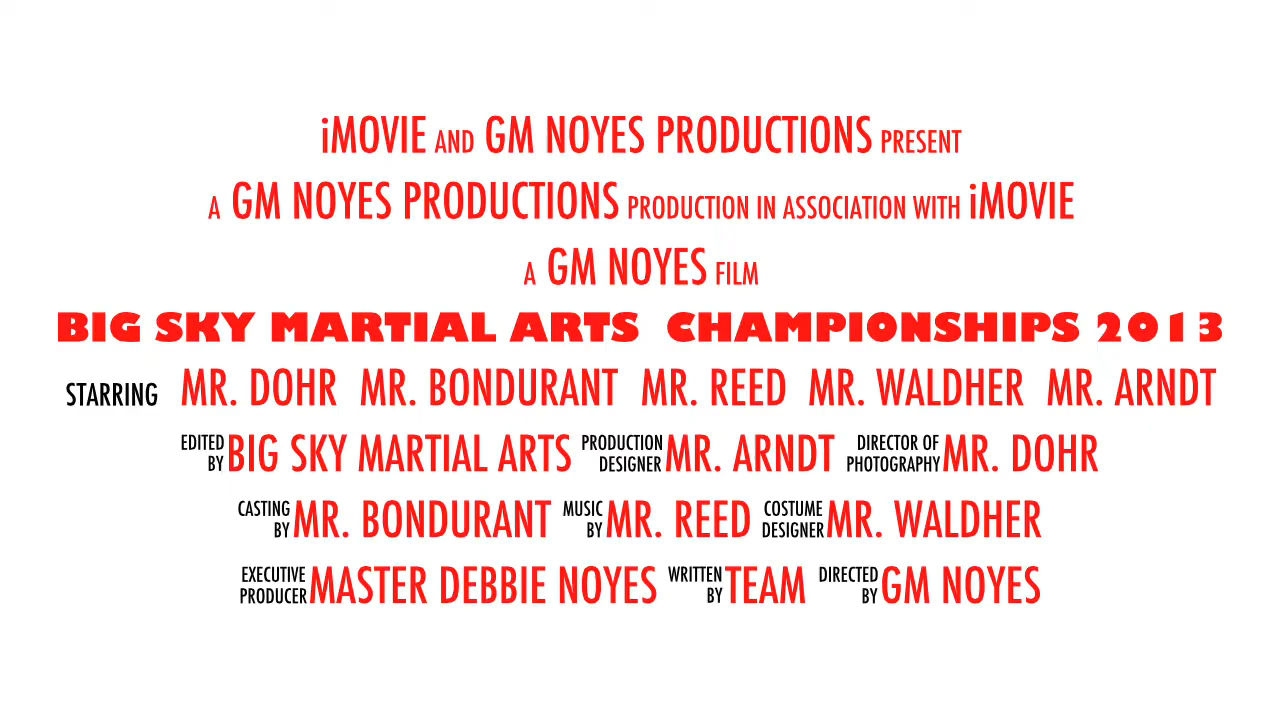 iMOVIE AND GM NOYES PRODUCTIONS PRESENT
A GM NOYES PRODUCTIONS PRODUCTION IN ASSOCIATION WITH iMOVIE
A GM NOYES FILM
BIG SKY MARTIAL ARTS CHAMPIONSHIPS 2013
STARRING MR. DOHR MR. BONDURANT MR. REED MR. WALDHER MR. ARNDT
EDITED BY BIG SKY MARTIAL ARTS PRODUCTION DESIGNER MR. ARNDT DIRECTOR OF PHOTOGRAPHY MR. DOHR
CASTING BY MR. BONDURANT MUSIC BY MR. REED COSTUME DESIGNER MR. WALDHER
EXECUTIVE PRODUCER MASTER DEBBIE NOYES WRITTEN BY TEAM DIRECTED BY GM NOYES